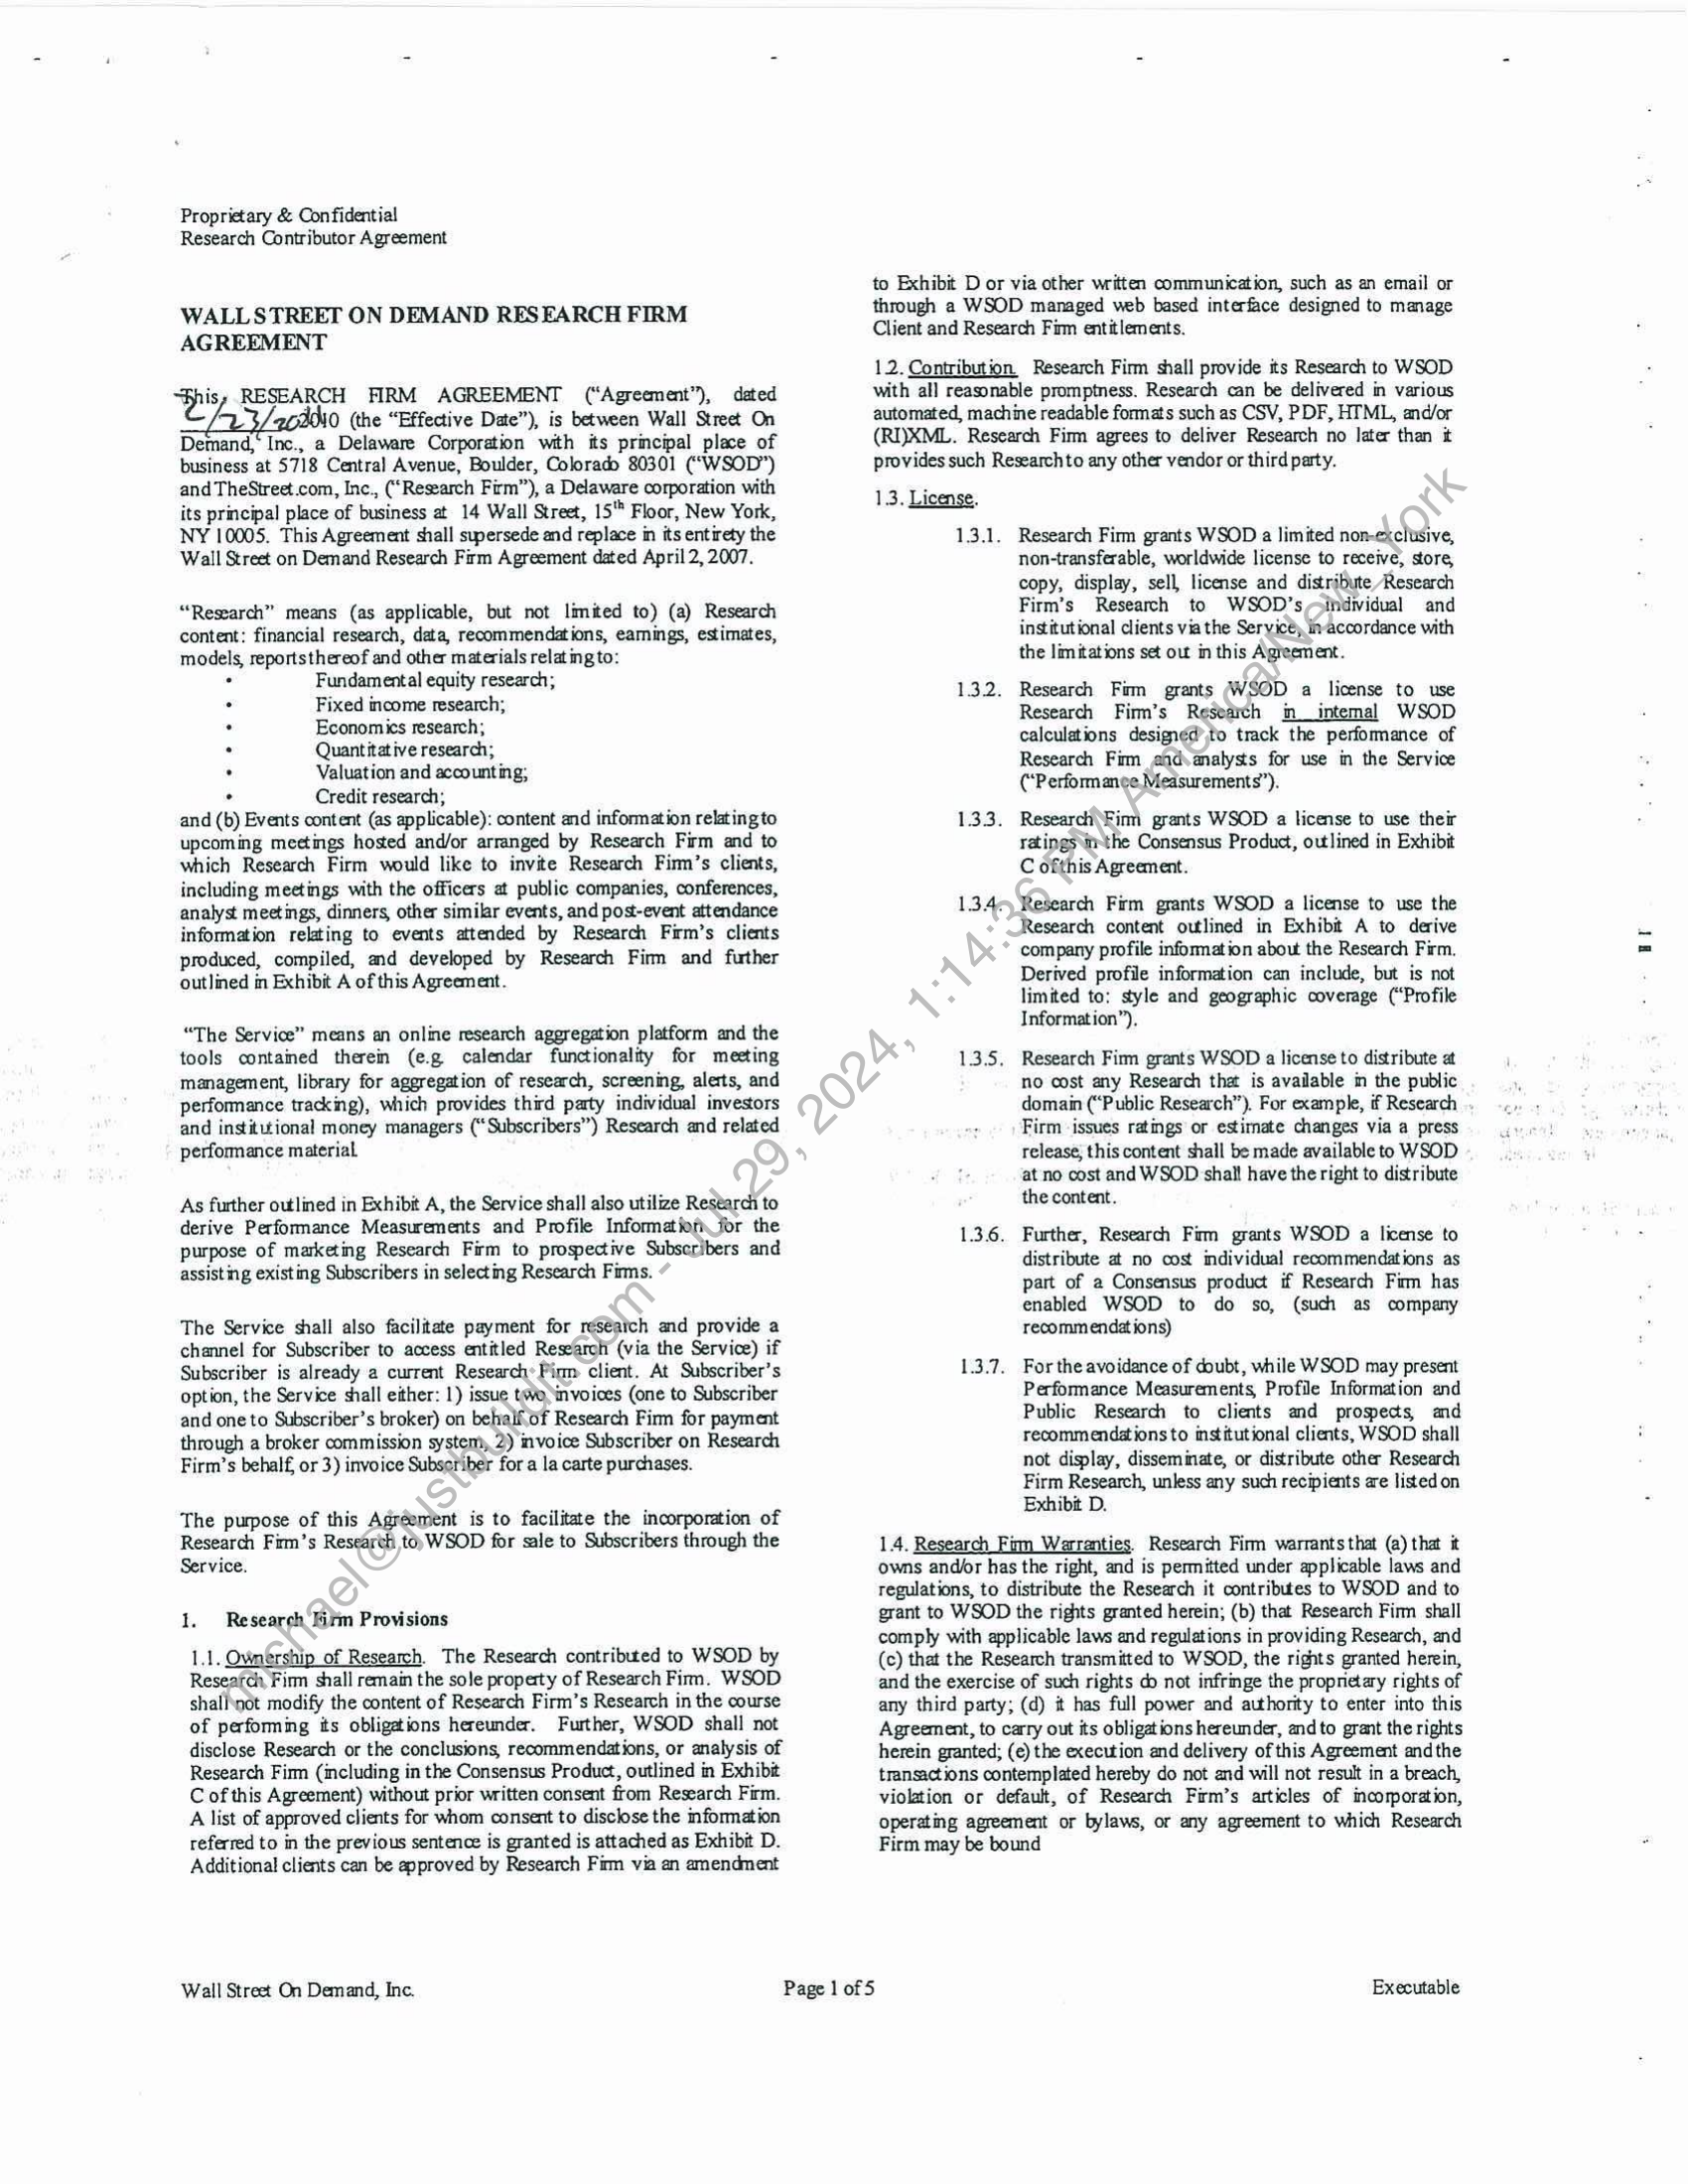 Proprietary & Confidential
Research Contributor Agreement
WALL STREET ON DEMAND RESEARCH FIRM
AGREEMENT
This RESEARCH FIRM AGREEMENT (“Agreement”), dated
2/23/2010 (the “Effective Date”), is between Wall Street On
Demand, Inc., a Delaware Corporation with its principal place of
business at 5718 Central Avenue, Boulder, Colorado 80301 (“WSOD”)
and TheStreet.com, Inc., (“Research Firm”), a Delaware corporation with
its principal place of business at 14 Wall Street, 15th Floor, New York,
NY 10005. This Agreement shall supersede and replace in its entirety the
Wall Street on Demand Research Firm Agreement dated April 2, 2007.
“Research” means (as applicable, but not limited to) (a) Research
content: financial research, data, recommendations, earnings, estimates,
models, reports thereof and other materials relating to:
• Fundamental equity research;
• Fixed income research;
• Economics research;
• Quantitative research;
• Valuation and accounting;
• Credit research;
and (b) Events content (as applicable): content and information relating to
upcoming meetings hosted and/or arranged by Research Firm and to
which Research Firm would like to invite Research Firm’s clients,
including meetings with the officers at public companies, conferences,
analyst meetings, dinners, other similar events, and post-event attendance
information relating to events attended by Research Firm’s clients
produced, compiled, and developed by Research Firm and further
outlined in Exhibit A of this Agreement.
“The Service” means an online research aggregation platform and the
tools contained therein (e.g. calendar functionality for meeting
management, library for aggregation of research, screening, alerts, and
performance tracking), which provides third party individual investors
and institutional money managers (“Subscribers”) Research and related
performance material.
As further outlined in Exhibit A, the Service shall also utilize Research to
derive Performance Measurements and Profile Information for the
purpose of marketing Research Firm to prospective Subscribers and
assisting existing Subscribers in selecting Research Firms.
The Service shall also facilitate payment for research and provide a
channel for Subscriber to access entitled Research (via the Service) if
Subscriber is already a current Research Firm client. At Subscriber’s
option, the Service shall either: 1) issue two invoices (one to Subscriber
and one to Subscriber’s broker) on behalf of Research Firm for payment
through a broker commission system, 2) invoice Subscriber on Research
Firm’s behalf, or 3) invoice Subscriber for a la carte purchases.
The purpose of this Agreement is to facilitate the incorporation of
Research Firm’s Research to WSOD for sale to Subscribers through the
Service.
1. Research Firm Provisions
1.1. Ownership of Research. The Research contributed to WSOD by
Research Firm shall remain the sole property of Research Firm. WSOD
shall not modify the content of Research Firm’s Research in the course
of performing its obligations hereunder. Further, WSOD shall not
disclose Research or the conclusions, recommendations, or analysis of
Research Firm (including in the Consensus Product, outlined in Exhibit
C of this Agreement) without prior written consent from Research Firm.
A list of approved clients for whom consent to disclose the information
referred to in the previous sentence is granted is attached as Exhibit D.
Additional clients can be approved by Research Firm via an amendment
to Exhibit D or via other written communication, such as an email or
through a WSOD managed web based interface designed to manage
Client and Research Firm entitlements.
1.2. Contribution. Research Firm shall provide its Research to WSOD
with all reasonable promptness. Research can be delivered in various
automated, machine readable formats such as CSV, PDF, HTML, and/or
(RI)XML. Research Firm agrees to deliver Research no later than it
provides such Research to any other vendor or third party.
1.3. License.
1.3.1. Research Firm grants WSOD a limited non-exclusive,
non-transferable, worldwide license to receive, store,
copy, display, sell, license and distribute Research
Firm’s Research to WSOD’s individual and
institutional clients via the Service, in accordance with
the limitations set out in this Agreement.
1.3.2. Research Firm grants WSOD a license to use
Research Firm’s Research in internal WSOD
calculations designed to track the performance of
Research Firm and analysts for use in the Service
(“Performance Measurements”).
1.3.3. Research Firm grants WSOD a license to use their
ratings in the Consensus Product, outlined in Exhibit
C of this Agreement.
1.3.4. Research Firm grants WSOD a license to use the
Research content outlined in Exhibit A to derive
company profile information about the Research Firm.
Derived profile information can include, but is not
limited to: style and geographic coverage (“Profile
Information”).
1.3.5. Research Firm grants WSOD a license to distribute at
no cost any Research that is available in the public
domain (“Public Research”). For example, if Research
Firm issues ratings or estimate changes via a press
release, this content shall be made available to WSOD
at no cost and WSOD shall have the right to distribute
the content.
1.3.6. Further, Research Firm grants WSOD a license to
distribute at no cost individual recommendations as
part of a Consensus product if Research Firm has
enabled WSOD to do so, (such as company
recommendations)
1.3.7. For the avoidance of doubt, while WSOD may present
Performance Measurements, Profile Information and
Public Research to clients and prospects, and
recommendations to institutional clients, WSOD shall
not display, disseminate, or distribute other Research
Firm Research, unless any such recipients are listed on
Exhibit D.
1.4. Research Firm Warranties. Research Firm warrants that (a) that it
owns and/or has the right, and is permitted under applicable laws and
regulations, to distribute the Research it contributes to WSOD and to
grant to WSOD the rights granted herein; (b) that Research Firm shall
comply with applicable laws and regulations in providing Research, and
(c) that the Research transmitted to WSOD, the rights granted herein,
and the exercise of such rights do not infringe the proprietary rights of
any third party; (d) it has full power and authority to enter into this
Agreement, to carry out its obligations hereunder, and to grant the rights
herein granted; (e) the execution and delivery of this Agreement and the
transactions contemplated hereby do not and will not result in a breach,
violation or default, of Research Firm’s articles of incorporation,
operating agreement or bylaws, or any agreement to which Research
Firm may be bound
Wall Street On Demand, Inc. Page 1 of 5 Executable
michael@justbuildit.com - Jul 29, 2024, 1:14:36 PM America/New_York